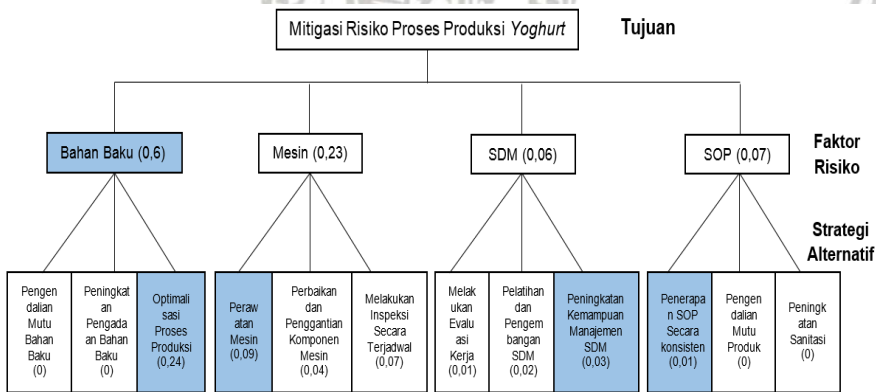 Mitigasi Risiko Proses Produksi Yoghurt
Tujuan
Bahan Baku (0,6)
Mesin (0,23)
SDM (0,06)
SOP (0,07)
Faktor
Risiko
Strategi
Alternatif
Pengen
dalian
Mutu
Bahan
Baku
(0)
Peningkat
an
Pengada
an Bahan
Baku
(0)
Optimali
sasi
Proses
Produksi
(0,24)
Peraw
atan
Mesin
(0,09)
Perbaikan
dan
Penggantian
Komponen
Mesin
(0,04)
Melakukan
Inspeksi
Secara
Terjadwal
(0,07)
Melak
ukan
Evalu
asi
Kerja
(0,01)
Pelatihan
dan
Pengem
bangan
SDM
(0,02)
Peningkatan
Kemampuan
Manajemen
SDM
(0,03)
Penerapa
n SOP
Secara
konsisten
(0,01)
Pengen
dalian
Mutu
Produk
(0)
Peningk
atan
Sanitasi
(0)